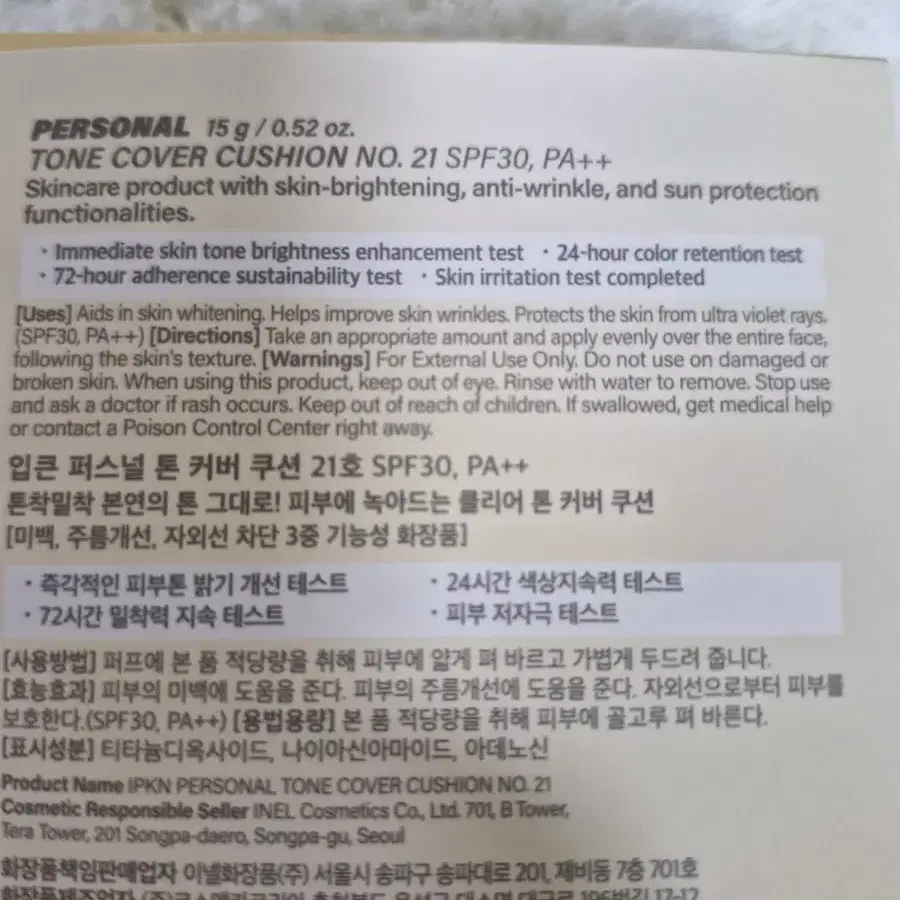 PERSONAL 15 g / 0.52 oz.
TONE COVER CUSHION NO. 21 SPF30, PA++
Skincare product with skin-brightening, anti-wrinkle, and sun protection
functionalities.
· Immediate skin tone brightness enhancement test · 24-hour color retention test
· 72-hour adherence sustainability test · Skin irritation test completed
[Uses] Aids in skin whitening. Helps improve skin wrinkles. Protects the skin from ultra violet rays.
(SPF30, PA++) [Directions] Take an appropriate amount and apply evenly over the entire face,
following the skin's texture. [Warnings] For External Use Only. Do not use on damaged or
broken skin. When using this product, keep out of eye. Rinse with water to remove. Stop use
and ask a doctor if rash occurs. Keep out of reach of children. If swallowed, get medical help
or contact a Poison Control Center right away.
입큰 퍼스널 톤 커버 쿠션 21호 SPF30, PA++
톤착밀착 본연의 톤 그대로! 피부에 녹아드는 클리어 톤 커버 쿠션
[미백, 주름개선, 자외선 차단 3중 기능성 화장품]
· 즉각적인 피부톤 밝기 개선 테스트 · 24시간 색상지속력 테스트
· 72시간 밀착력 지속 테스트 · 피부 저자극 테스트
[사용방법] 퍼프에 본 품 적당량을 취해 피부에 얇게 펴 바르고 가볍게 두드려 줍니다.
[효능효과] 피부의 미백에 도움을 준다. 피부의 주름개선에 도움을 준다. 자외선으로부터 피부를
보호한다.(SPF30, PA++) [용법용량] 본 품 적당량을 취해 피부에 골고루 펴 바른다.
[표시성분] 티타늄디옥사이드, 나이아신아마이드, 아데노신
Product Name IPKN PERSONAL TONE COVER CUSHION NO. 21
Cosmetic Responsible Seller INEL Cosmetics Co., Ltd. 701, B Tower,
Tera Tower, 201 Songpa-daero, Songpa-gu, Seoul
화장품책임판매업자 이넬화장품(주) 서울시 송파구 송파대로 201, 제비동 7층 701호
화장품제조업자